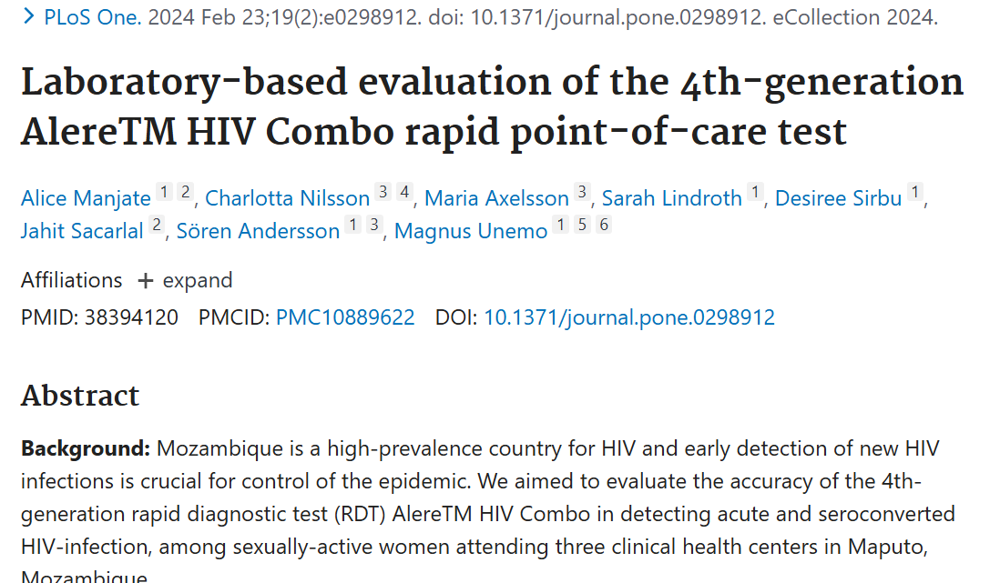 > PLoS One. 2024 Feb 23;19(2):e0298912. doi: 10.1371/journal.pone.0298912. eCollection 2024.
Laboratory-based evaluation of the 4th-generation
AlereTM HIV Combo rapid point-of-care test
Alice Manjate 1 2, Charlotta Nilsson 3 4, Maria Axelsson 3, Sarah Lindroth 1, Desiree Sirbu 1,
Jahit Sacarlal 2, Sören Andersson 1 3, Magnus Unemo 1 5 6
Affiliations + expand
PMID: 38394120 PMCID: PMC10889622 DOI: 10.1371/journal.pone.0298912
Abstract
Background: Mozambique is a high-prevalence country for HIV and early detection of new HIV
infections is crucial for control of the epidemic. We aimed to evaluate the accuracy of the 4th-
generation rapid diagnostic test (RDT) AlereTM HIV Combo in detecting acute and seroconverted
HIV-infection, among sexually-active women attending three clinical health centers in Maputo,
Mozambique.